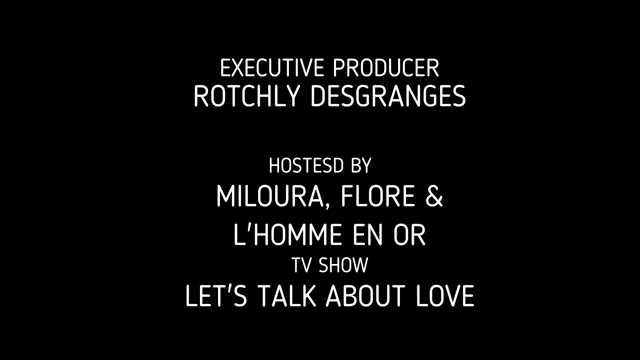 EXECUTIVE PRODUCER
ROTCHLY DESGRANGES
HOSTESD BY
MILOURA, FLORE &
L'HOMME EN OR
TV SHOW
LET'S TALK ABOUT LOVE